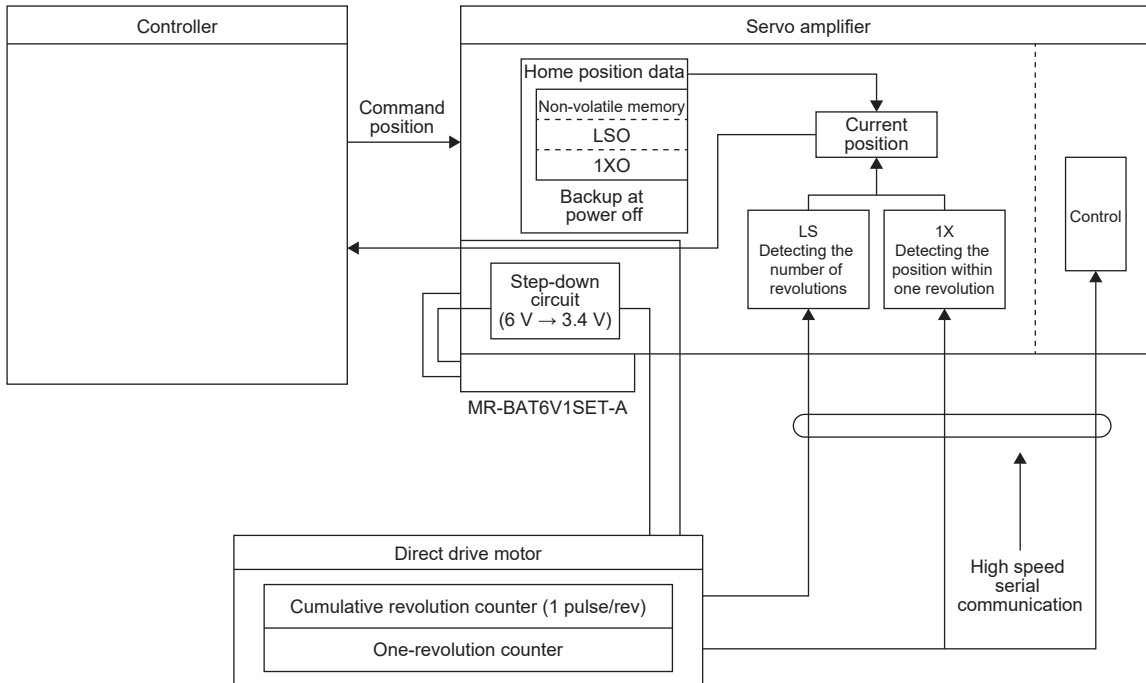 Controller
Servo amplifier
Command
position
Home position data
Non-volatile memory
LSO
1XO
Backup at
power off
Current
position
LS
Detecting the
number of
revolutions
1X
Detecting the
position within
one revolution
Control
Step-down
circuit
(6 V → 3.4 V)
MR-BAT6V1SET-A
Direct drive motor
Cumulative revolution counter (1 pulse/rev)
One-revolution counter
High speed
serial
communication